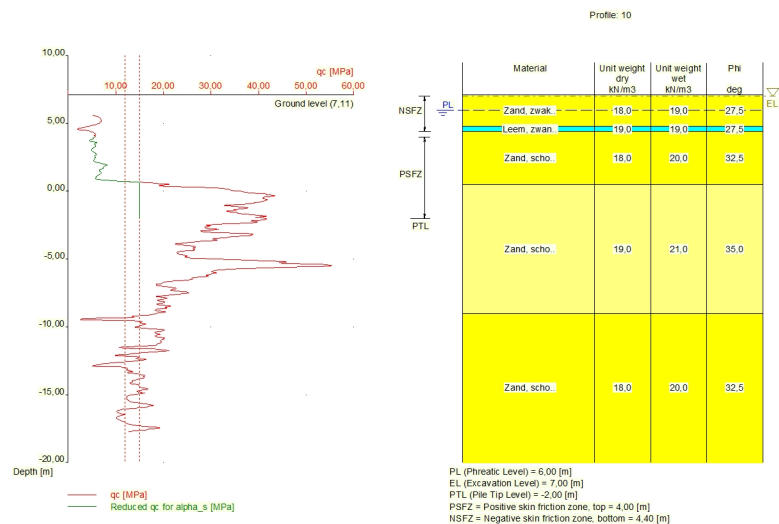 Profile: 10
10,00
5,00
0,00
-5,00
-10,00
-15,00
-20,00
Depth [m]
qc [MPa]
10,00 20,00 30,00 40,00 50,00 60,00
Ground level (7,11)
qc [MPa]
Reduced qc for alpha_s [MPa]
Material Unit weight dry kN/m3 Unit weight wet kN/m3 Phi deg
NSFZ
PL
EL
PSFZ
PTL
Zand, zwak.. 18,0 19,0 27,5
Leem, zwan.. 19,0 19,0 27,5
Zand, scho.. 18,0 20,0 32,5
Zand, scho.. 19,0 21,0 35,0
Zand, scho.. 18,0 20,0 32,5
PL (Phreatic Level) = 6,00 [m]
EL (Excavation Level) = 7,00 [m]
PTL (Pile Tip Level) = -2,00 [m]
PSFZ = Positive skin friction zone, top = 4,00 [m]
NSFZ = Negative skin friction zone, bottom = 4,40 [m]